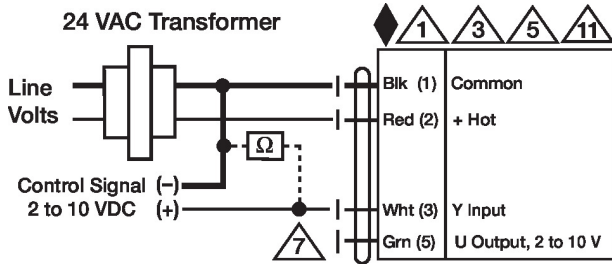 24 VAC Transformer
1 3 5 11
Line
Volts
Blk (1) Common
Red (2) + Hot
Ω
Control Signal (−)
2 to 10 VDC (+)
Wht (3) Y Input
7
Grn (5) U Output, 2 to 10 V